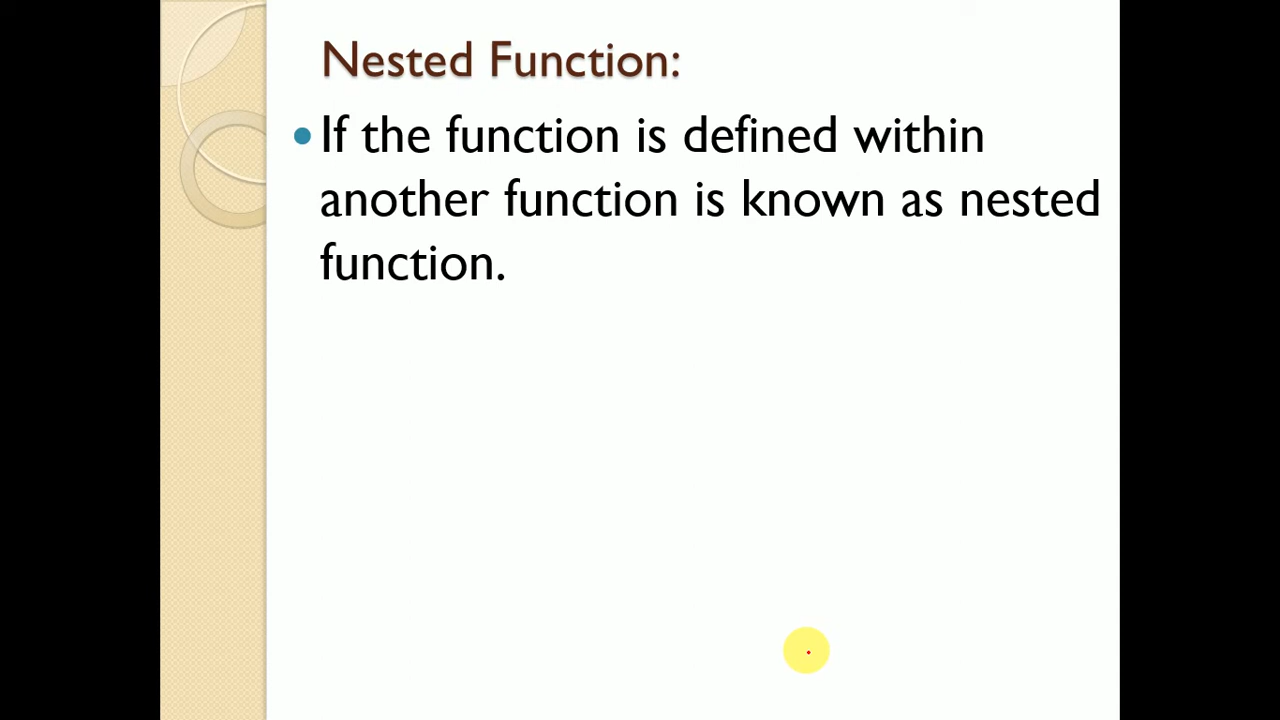 Nested Function:
• If the function is defined within
another function is known as nested
function.